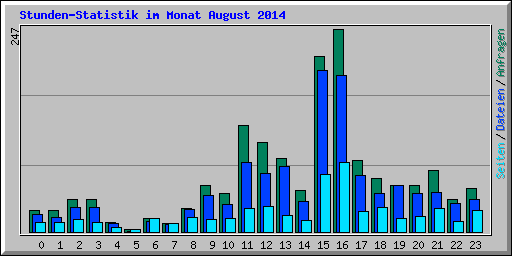 Stunden-Statistik im Monat August 2014
247
Seiten/Dateien/Anfragen
0 1 2 3 4 5 6 7 8 9 10 11 12 13 14 15 16 17 18 19 20 21 22 23